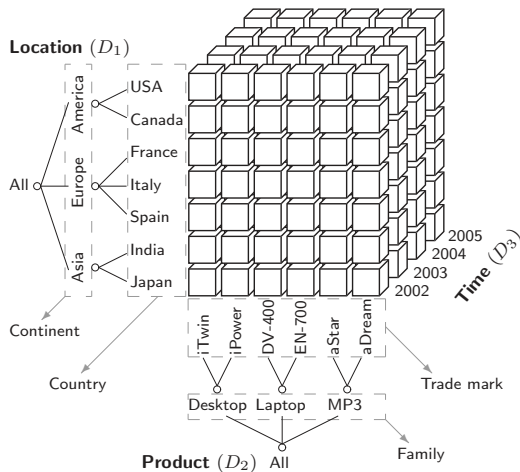 Location (D1)
America
USA
Canada
Europe
France
All
Italy
Spain
Asia
India
Japan
2005
2004
2003
2002
Time (D3)
Continent
Country
iTwin
iPower
DV-400
EN-700
aStar
aDream
Trade mark
Desktop
Laptop
MP3
Family
Product (D2)
All